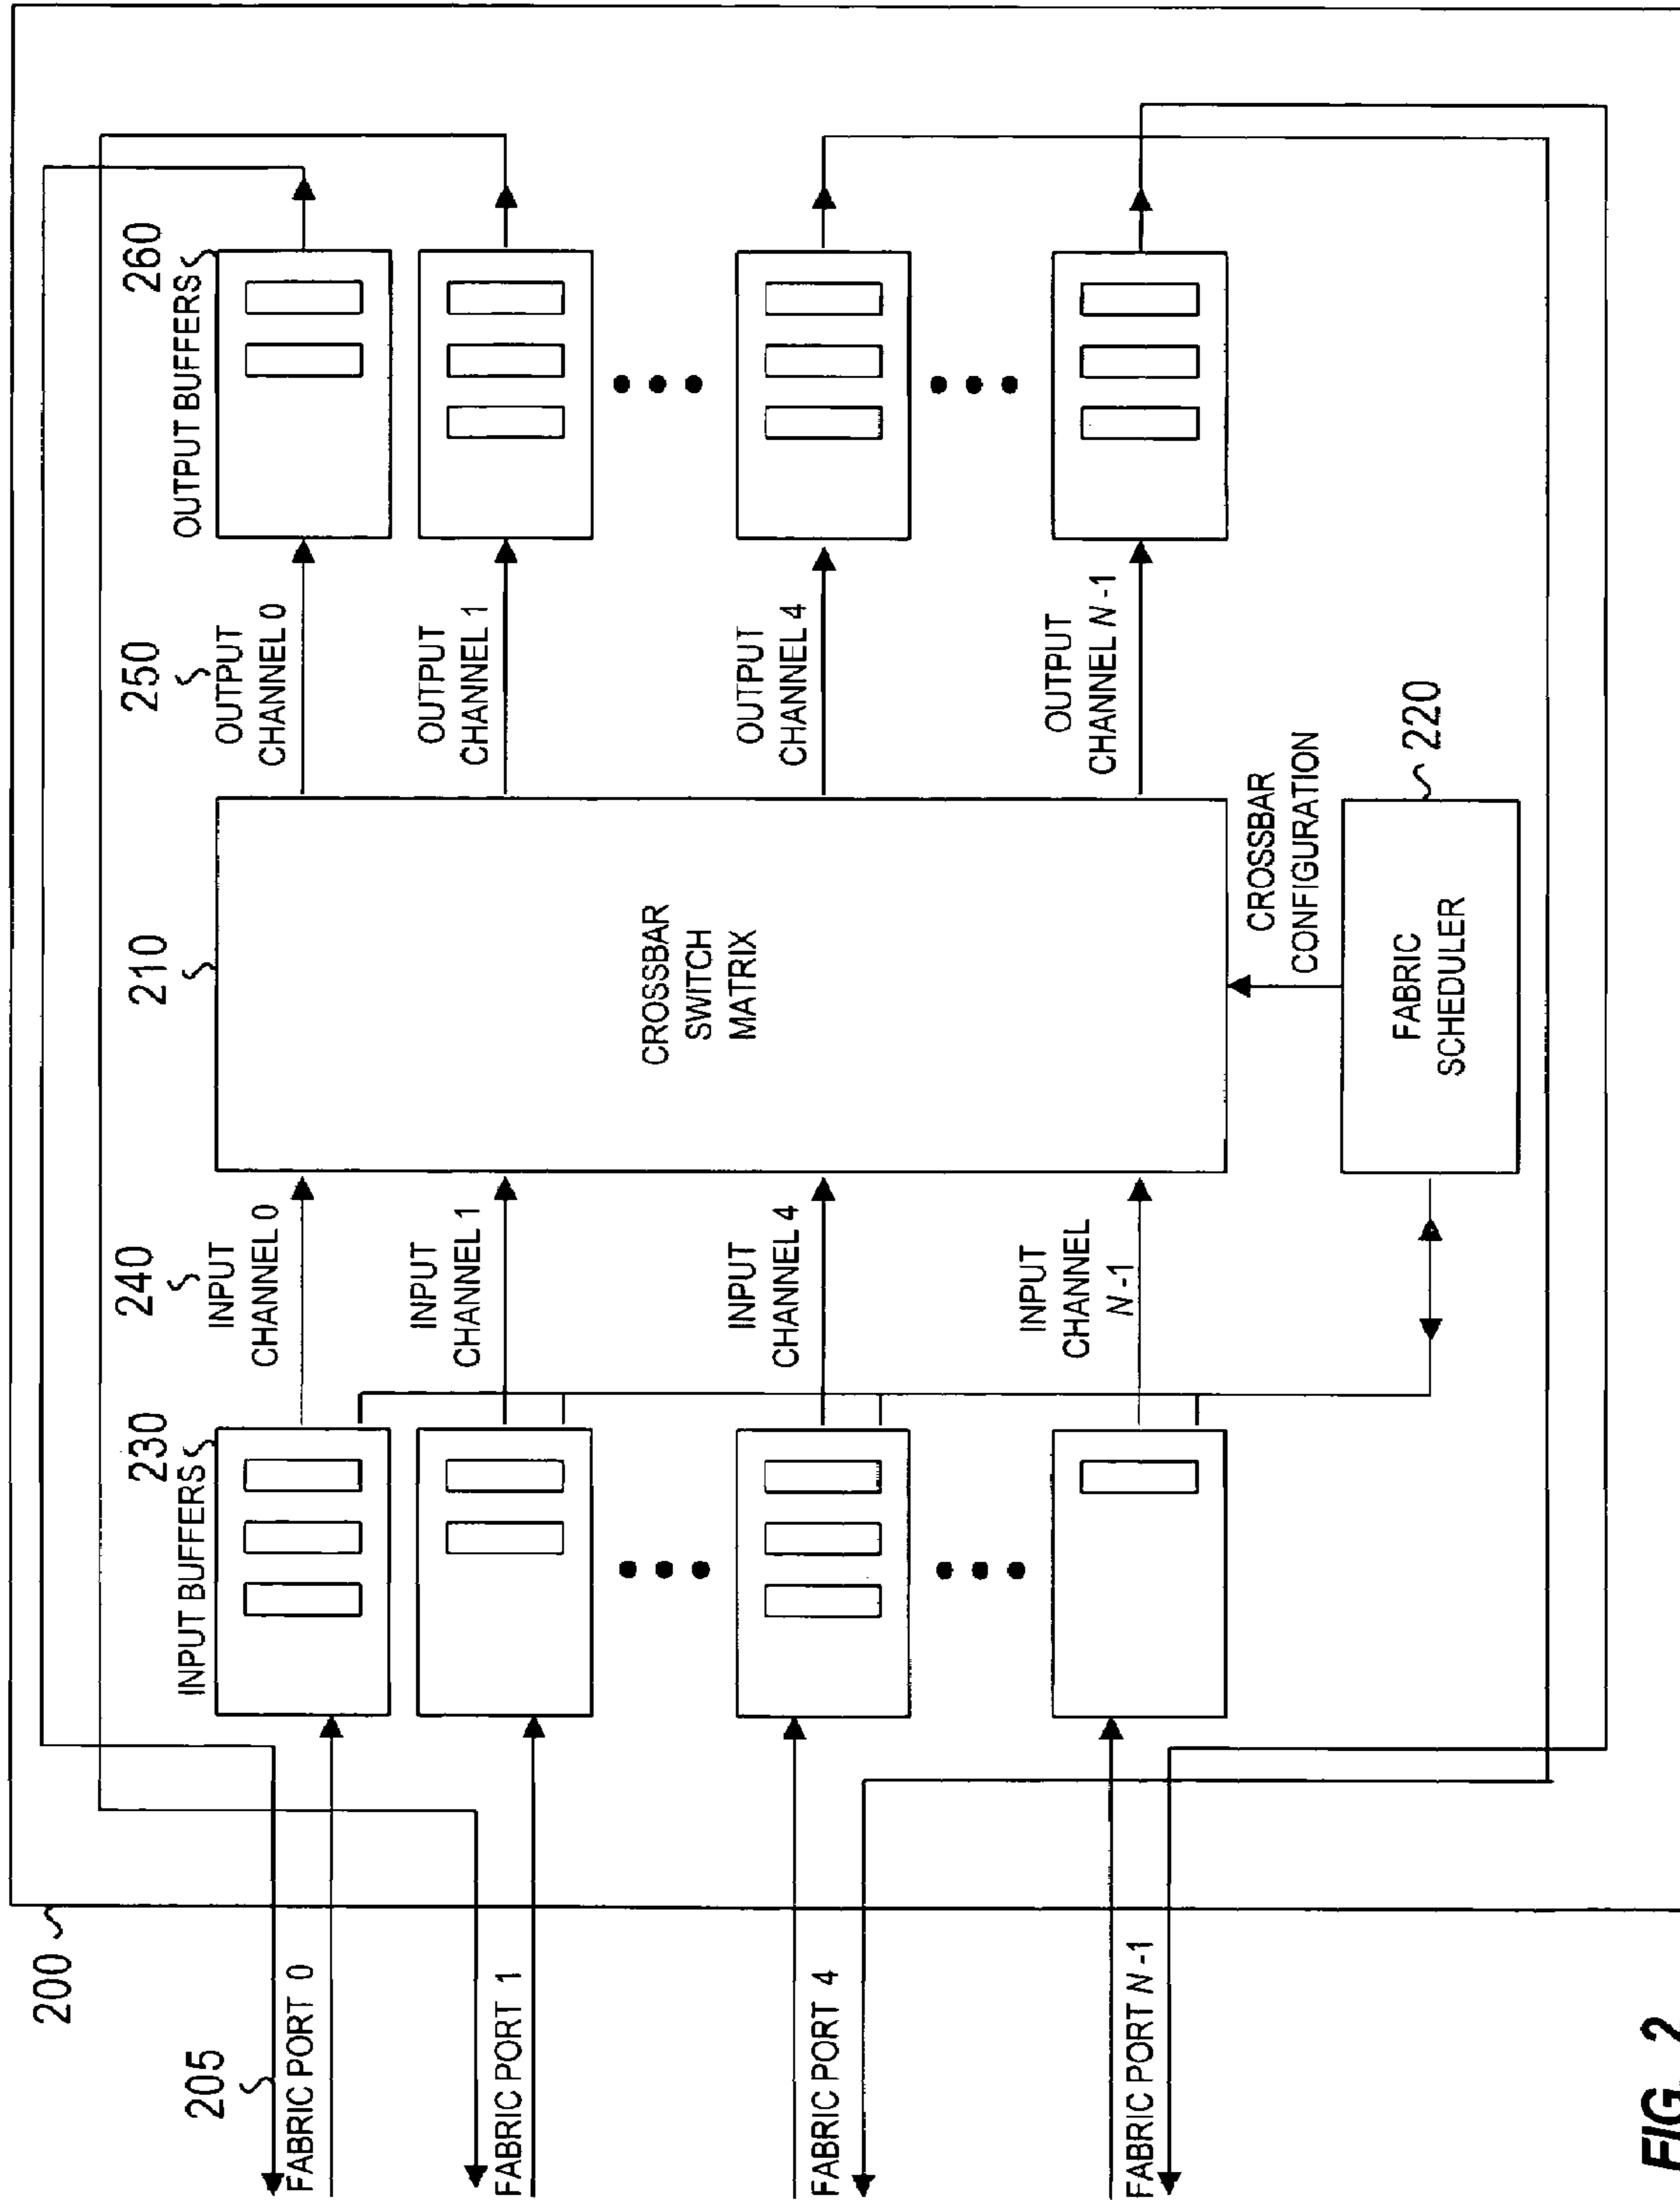 200
205
FABRIC PORT 0
FABRIC PORT 1
FABRIC PORT 4
FABRIC PORT N-1
230
INPUT BUFFERS
240
INPUT
CHANNEL 0
INPUT
CHANNEL 1
INPUT
CHANNEL 4
INPUT
CHANNEL
N-1
210
CROSSBAR
SWITCH
MATRIX
250
OUTPUT
CHANNEL 0
OUTPUT
CHANNEL 1
OUTPUT
CHANNEL 4
OUTPUT
CHANNEL N-1
260
OUTPUT BUFFERS
CROSSBAR
CONFIGURATION
220
FABRIC
SCHEDULER
FIG. 2